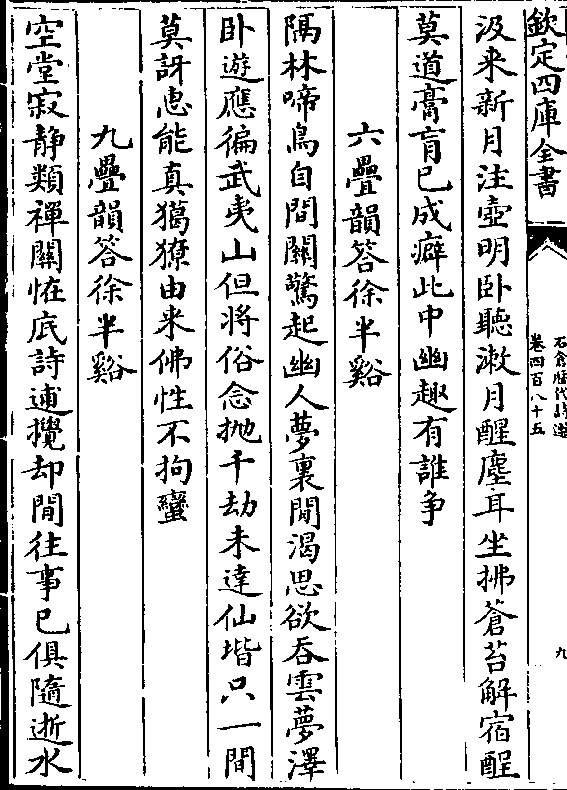 欽定四庫全書
石倉歷代詩選
卷四百八十五
九
汲来新月注壺明卧聽潄月醒塵耳坐拂蒼苔解宿酲
莫道膏肓已成癖此中幽趣有誰争
六疊韻答徐半谿
隔林啼鳥自間關驚起幽人夢裏閒渴思欲吞雲夢澤
卧遊應徧武夷山但將俗念抛千劫未達仙堦只一間
莫訝惠能真獦獠由来佛性不拘蠻
九疊韻答徐半谿
空堂寂静類禪關恠底詩逋攪却閒往事已俱隨逝水